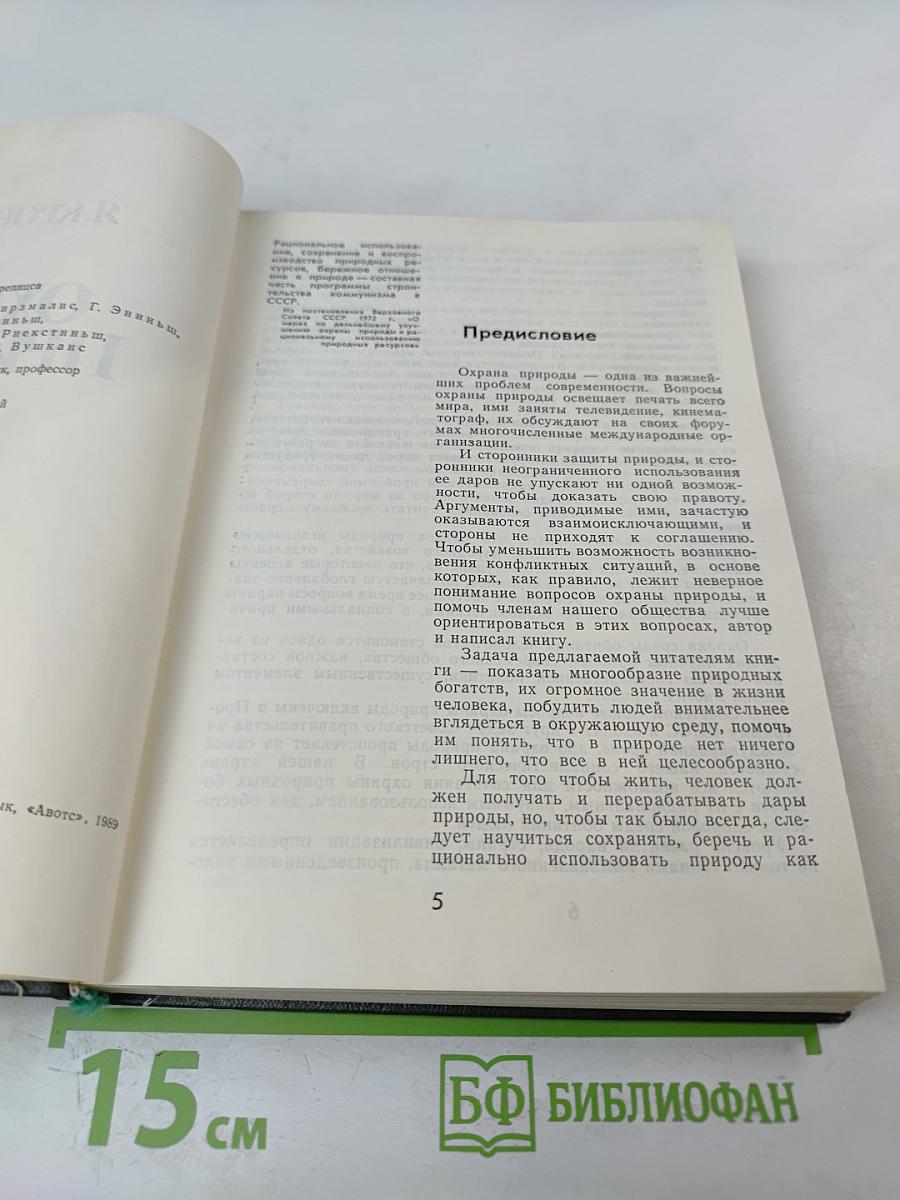 Я. КРОН
репицса
ирзмалис, Г. Эниньш,
иньш,
Риекстиньш,
Вушканс
к, профессор
й
ык, «Авотс», 1989
Рациональное использова-
ние, сохранение и воспро-
изводство природных ре-
сурсов, бережное отноше-
ние к природе — составная
часть программы строи-
тельства коммунизма в
СССР.
Из постановления Верховного
Совета СССР 1972 г. «О
мерах по дальнейшему улуч-
шению охраны природы и ра-
циональному использованию
природных ресурсов»
Предисловие
Охрана природы — одна из важней-
ших проблем современности. Вопросы
охраны природы освещает печать всего
мира, ими заняты телевидение, кинема-
тограф, их обсуждают на своих фору-
мах многочисленные международные ор-
ганизации.
И сторонники защиты природы, и сто-
ронники неограниченного использования
ее даров не упускают ни одной возмож-
ности, чтобы доказать свою правоту.
Аргументы, приводимые ими, зачастую
оказываются взаимоисключающими, и
стороны не приходят к соглашению.
Чтобы уменьшить возможность возникно-
вения конфликтных ситуаций, в основе
которых, как правило, лежит неверное
понимание вопросов охраны природы, и
помочь членам нашего общества лучше
ориентироваться в этих вопросах, автор
и написал книгу.
Задача предлагаемой читателям кни-
ги — показать многообразие природных
богатств, их огромное значение в жизни
человека, побудить людей внимательнее
вглядеться в окружающую среду, помочь
им понять, что в природе нет ничего
лишнего, что все в ней целесообразно.
Для того чтобы жить, человек дол-
жен получать и перерабатывать дары
природы, но, чтобы так было всегда, сле-
дует научиться сохранять, беречь и ра-
ционально использовать природу как
5
6
15 см
БФ БИБЛИОФАН